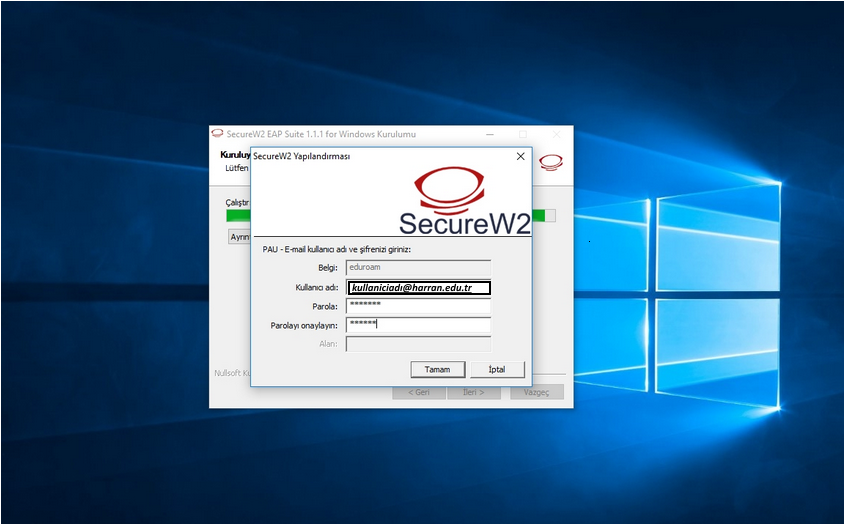 SecureW2 EAP Suite 1.1.1 for Windows Kurulumu
Kuruluy
SecureW2 Yapılandırması
Lütfen
SecureW2
Çalıştır
Ayrın
PAU - E-mail kullanıcı adı ve şifrenizi giriniz:
Belgi: eduroam
Kullanıcı adı: kullaniciadı@harran.edu.tr
Parola: *******
Parolayı onaylayın: ******
Alan:
Tamam İptal
Nullsoft Ku
< Geri İleri > Vazgeç